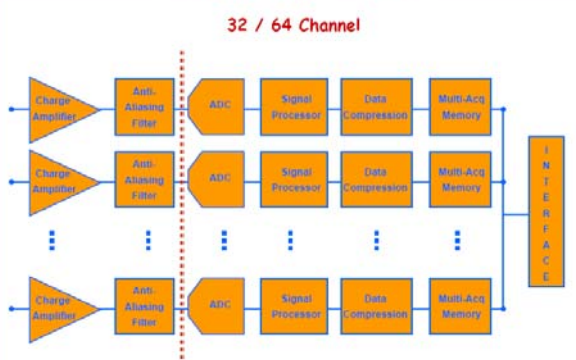 32 / 64 Channel
Charge
Amplifier
Anti-
Aliasing
Filter
ADC
Signal
Processor
Data
Compression
Multi-Acq
Memory
Charge
Amplifier
Anti-
Aliasing
Filter
ADC
Signal
Processor
Data
Compression
Multi-Acq
Memory
INTERFACE
Charge
Amplifier
Anti-
Aliasing
Filter
ADC
Signal
Processor
Data
Compression
Multi-Acq
Memory